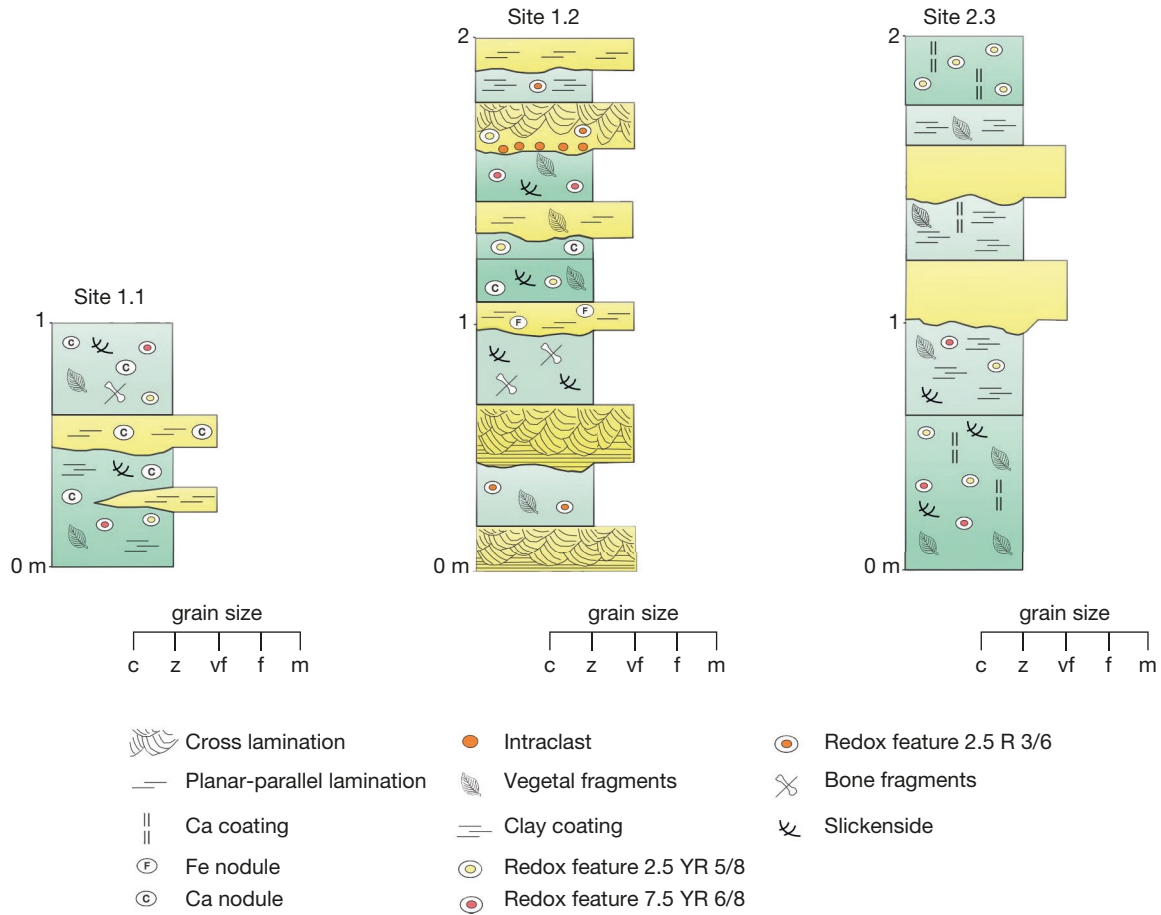 Site 1.2
Site 2.3
2
2
Site 1.1
1
1
1
0 m
0 m
0 m
grain size
grain size
grain size
c z vf f m
c z vf f m
c z vf f m
C
C
C
C
C
C
C
C
C
F
F
Cross lamination
Intraclast
Redox feature 2.5 R 3/6
Planar-parallel lamination
Vegetal fragments
Bone fragments
Ca coating
Clay coating
Slickenside
F Fe nodule
Redox feature 2.5 YR 5/8
C Ca nodule
Redox feature 7.5 YR 6/8